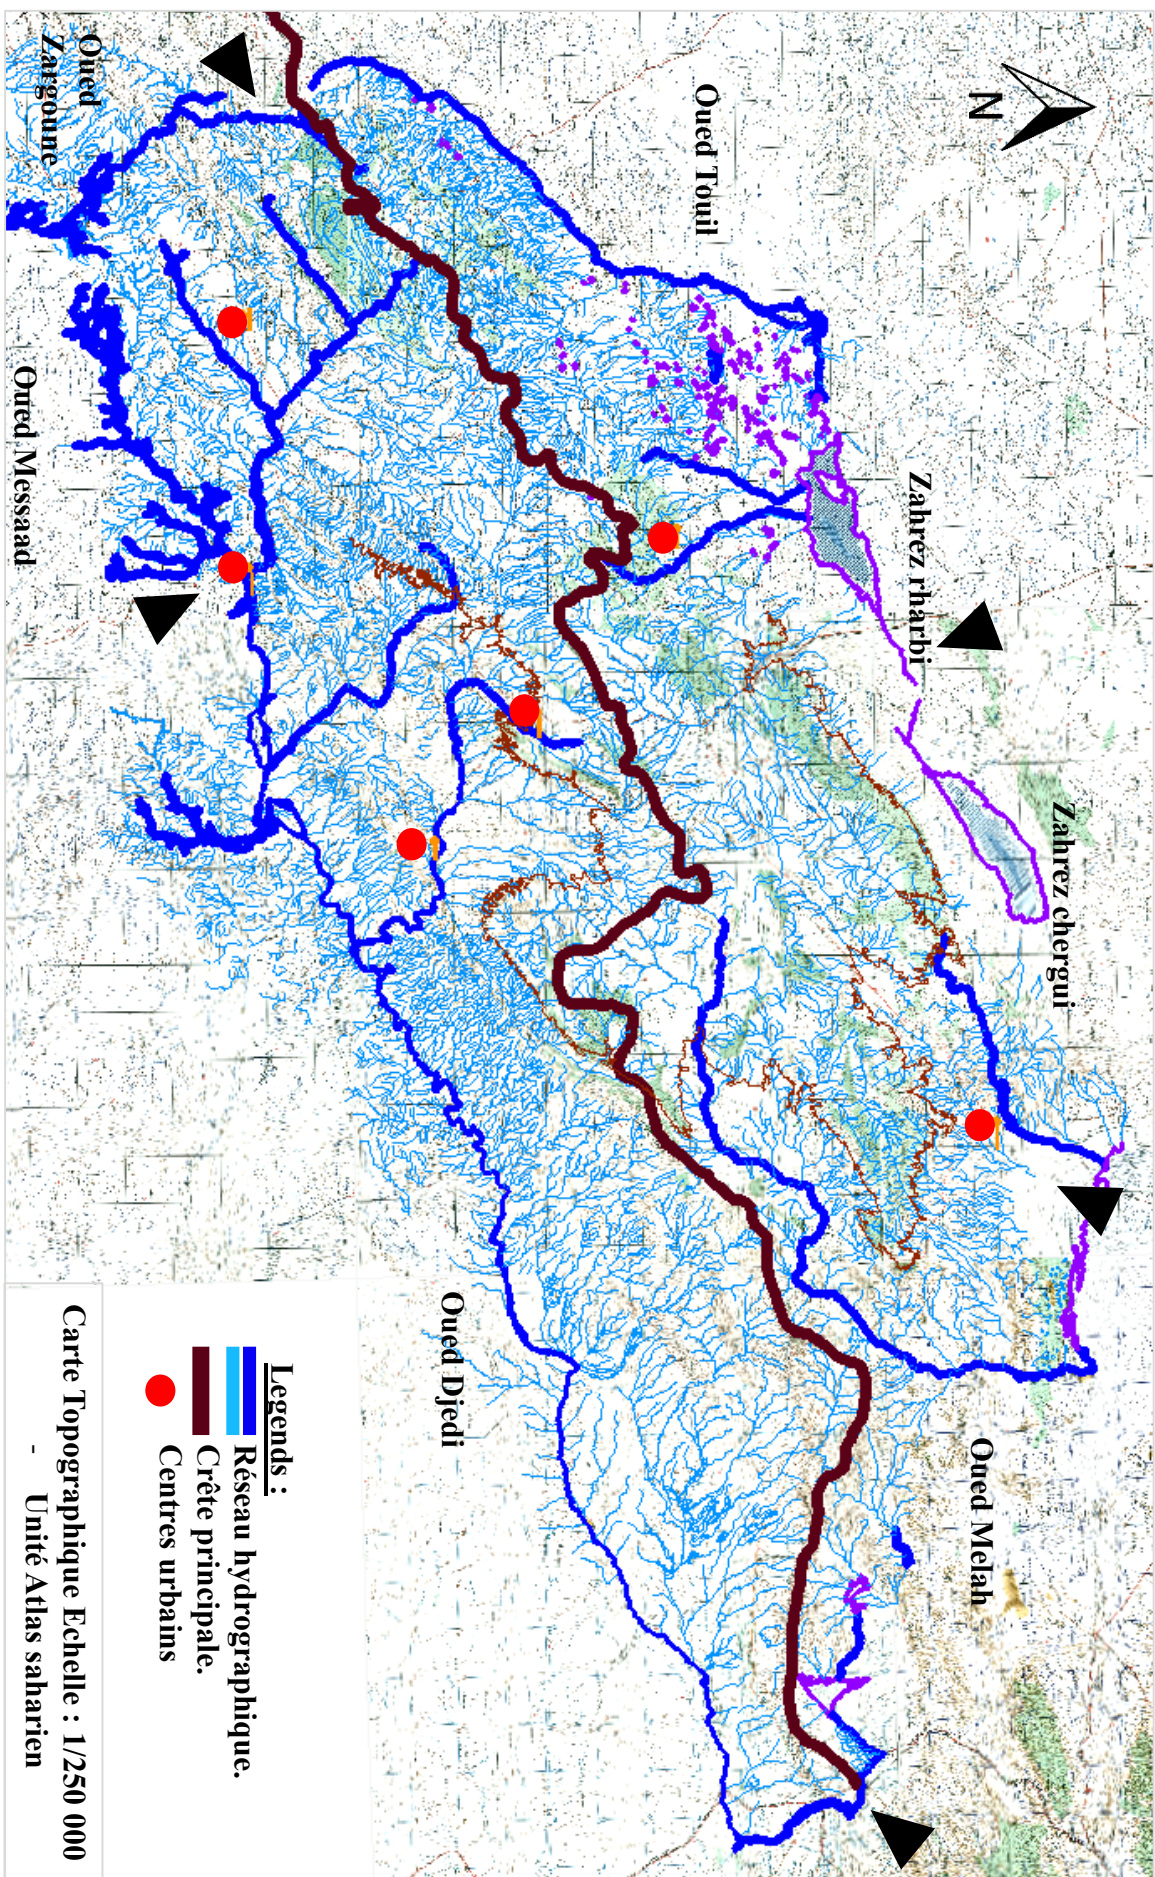 N
Oued Touil
Zahrez rharbi
Zahrez chergui
Oued Melah
Oued
Zargoune
Oued Messaad
Oued Djedi
Legends :
Réseau hydrographique.
Crête principale.
Centres urbains
Carte Topographique Echelle : 1/250 000
- Unité Atlas saharien